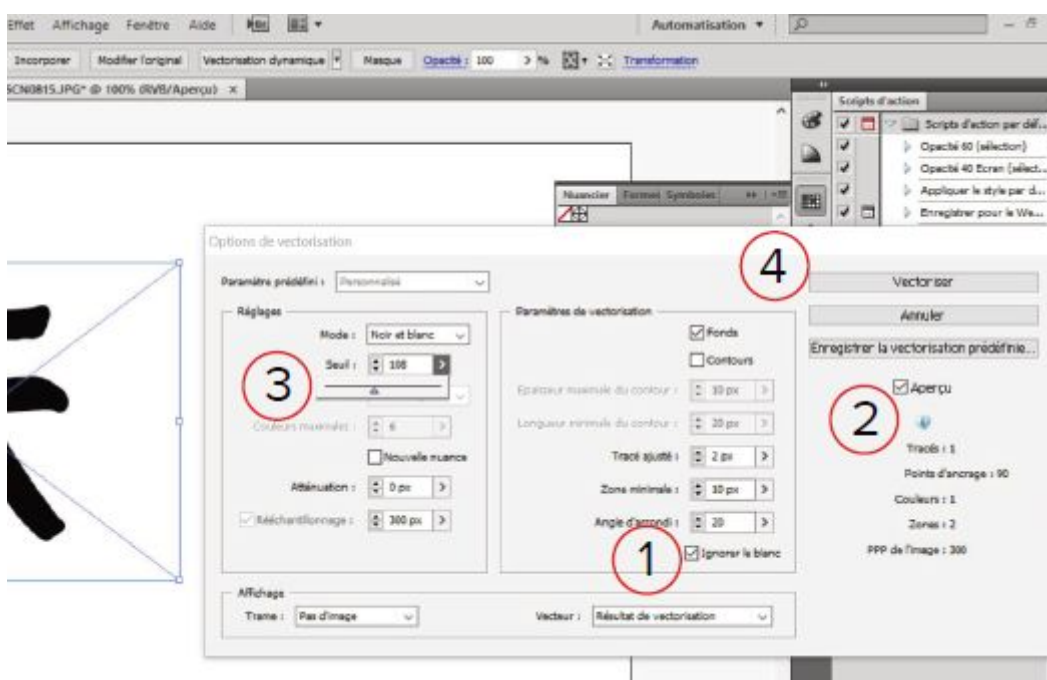 Effet Affichage Fenêtre Aide Br Automatisation
Incorporer Modifier l'original Vectorisation dynamique Masque Opacité : 100 % Transformation
SCN0815.JPG* @ 100% (RVB/Aperçu) x
Scripts d'action
Scripts d'action par déf...
Opacité 60 (sélection)
Opacité 40 Ecran (sélect...
Appliquer le style par d...
Enregistrer pour le We...
Nuancier Formes Symboles
Options de vectorisation
4
Paramètre prédéfini : Personnalisé
Vectoriser
Réglages
Paramètres de vectorisation
Annuler
Mode : Noir et blanc
Fonds
Enregistrer la vectorisation prédéfinie...
Seuil : 108
Contours
3
Aperçu
2
Epaisseur maximale du contour : 10 px
Couleurs maximales : 6
Longueur minimale du contour : 20 px
Nouvelle nuance
Tracé ajusté : 2 px
Tracés : 1
Points d'ancrage : 90
Atténuation : 0 px
Zone minimale : 10 px
Couleurs : 1
Rééchantillonnage : 300 px
Angle d'arrondi : 20
Zones : 2
1
Ignorer le blanc
PPP de l'image : 300
Affichage
Trame : Pas d'image
Vecteur : Résultat de vectorisation